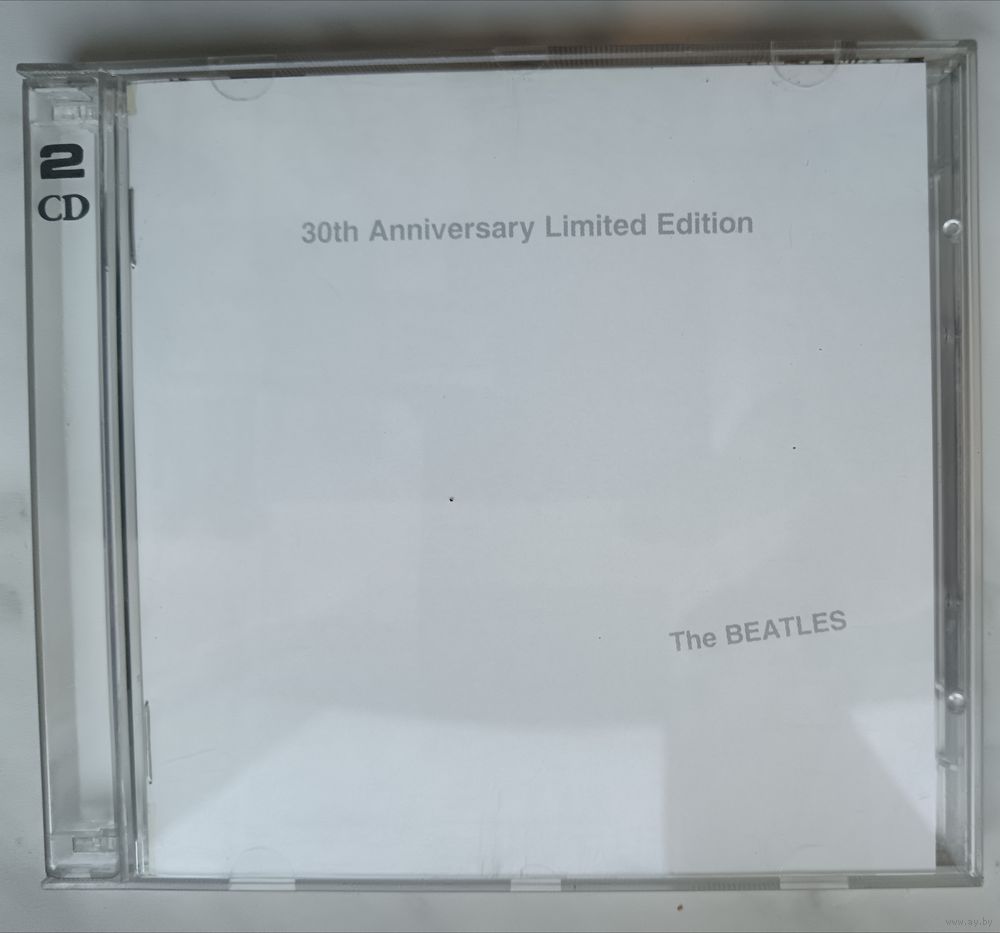 2
CD
30th Anniversary Limited Edition
The BEATLES
www.ay.by